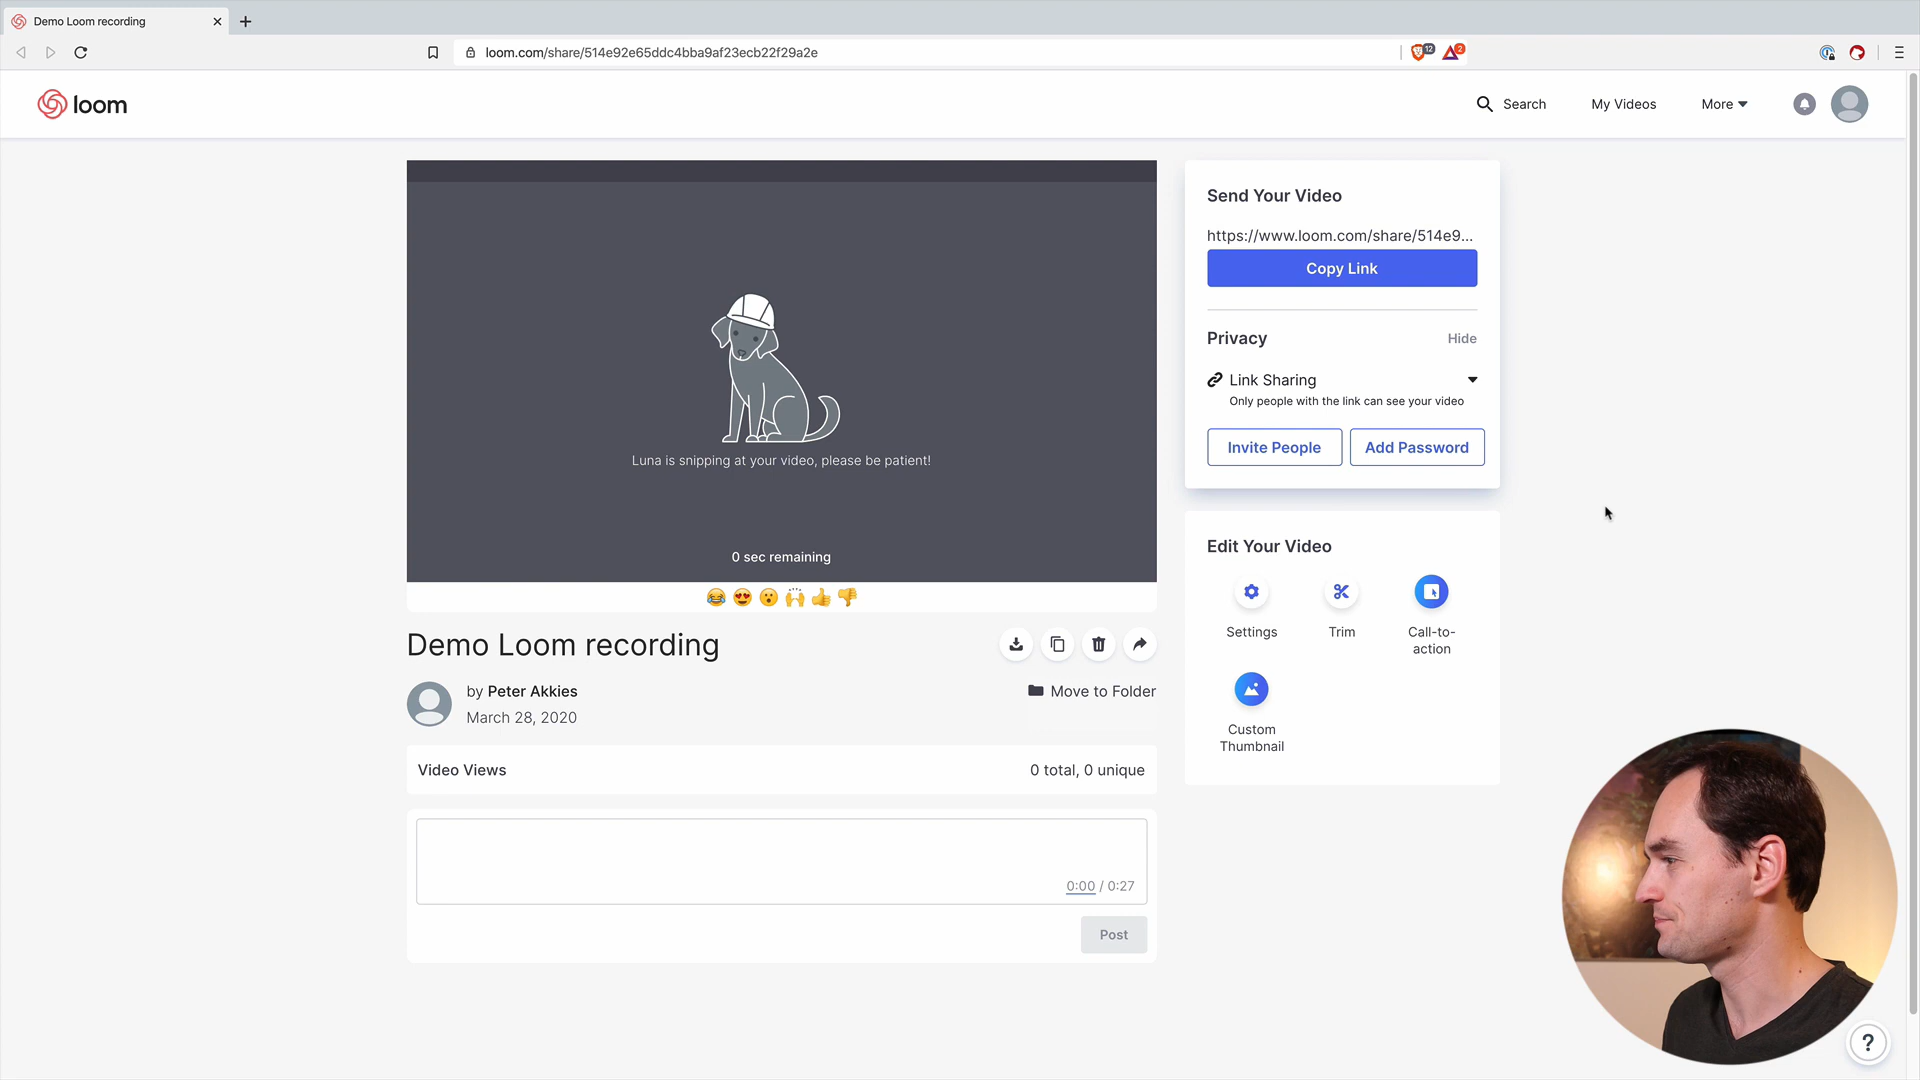 Demo Loom recording
loom.com/share/514e92e65ddc4bba9af23ecb22f29a2e
12
2
loom
Search
My Videos
More
Luna is snipping at your video, please be patient!
0 sec remaining
Demo Loom recording
by Peter Akkies
March 28, 2020
Move to Folder
Video Views
0 total, 0 unique
0:00 / 0:27
Post
Send Your Video
https://www.loom.com/share/514e9...
Copy Link
Privacy
Hide
Link Sharing
Only people with the link can see your video
Invite People
Add Password
Edit Your Video
Settings
Trim
Call-to-
action
Custom
Thumbnail
?